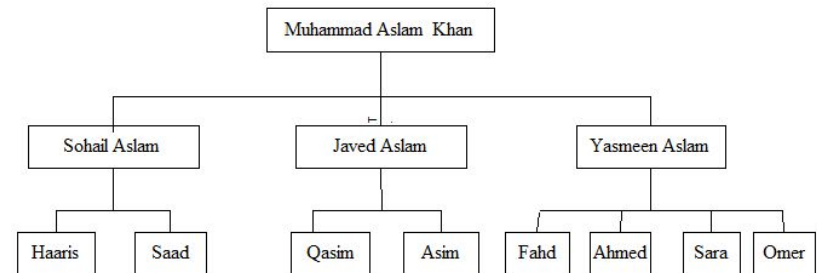 Muhammad Aslam Khan
Sohail Aslam
Javed Aslam
Yasmeen Aslam
Haaris
Saad
Qasim
Asim
Fahd
Ahmed
Sara
Omer